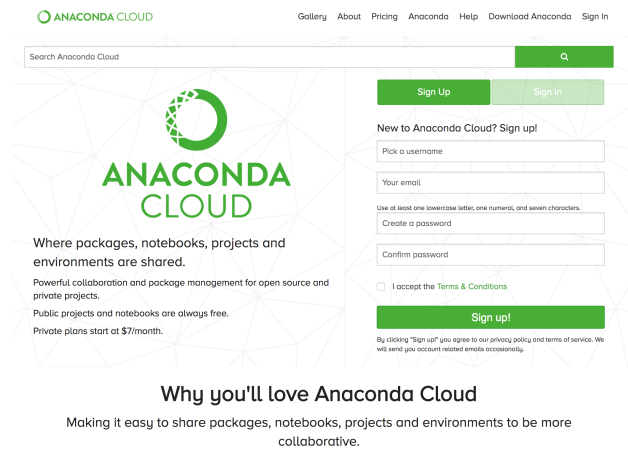 ANACONDA CLOUD
Gallery About Pricing Anaconda Help Download Anaconda Sign In
Search Anaconda Cloud
Sign Up Sign In
ANACONDA
CLOUD
Where packages, notebooks, projects and
environments are shared.
Powerful collaboration and package management for open source and
private projects.
Public projects and notebooks are always free.
Private plans start at $7/month.
New to Anaconda Cloud? Sign up!
Pick a username
Your email
Use at least one lowercase letter, one numeral, and seven characters.
Create a password
Confirm password
I accept the Terms & Conditions
Sign up!
By clicking "Sign up!" you agree to our privacy policy and terms of service. We
will send you account related emails occasionally.
Why you'll love Anaconda Cloud
Making it easy to share packages, notebooks, projects and environments to be more
collaborative.